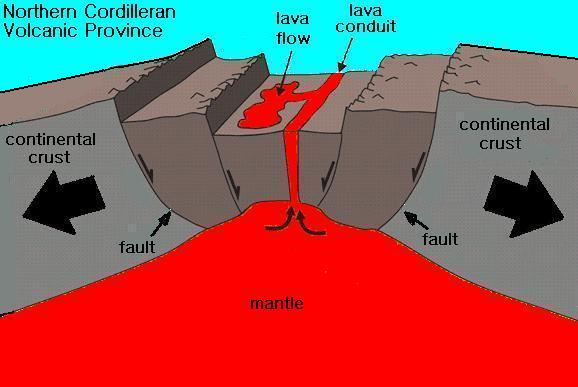 Northern Cordilleran
Volcanic Province
lava
flow
lava
conduit
continental
crust
continental
crust
fault
fault
mantle